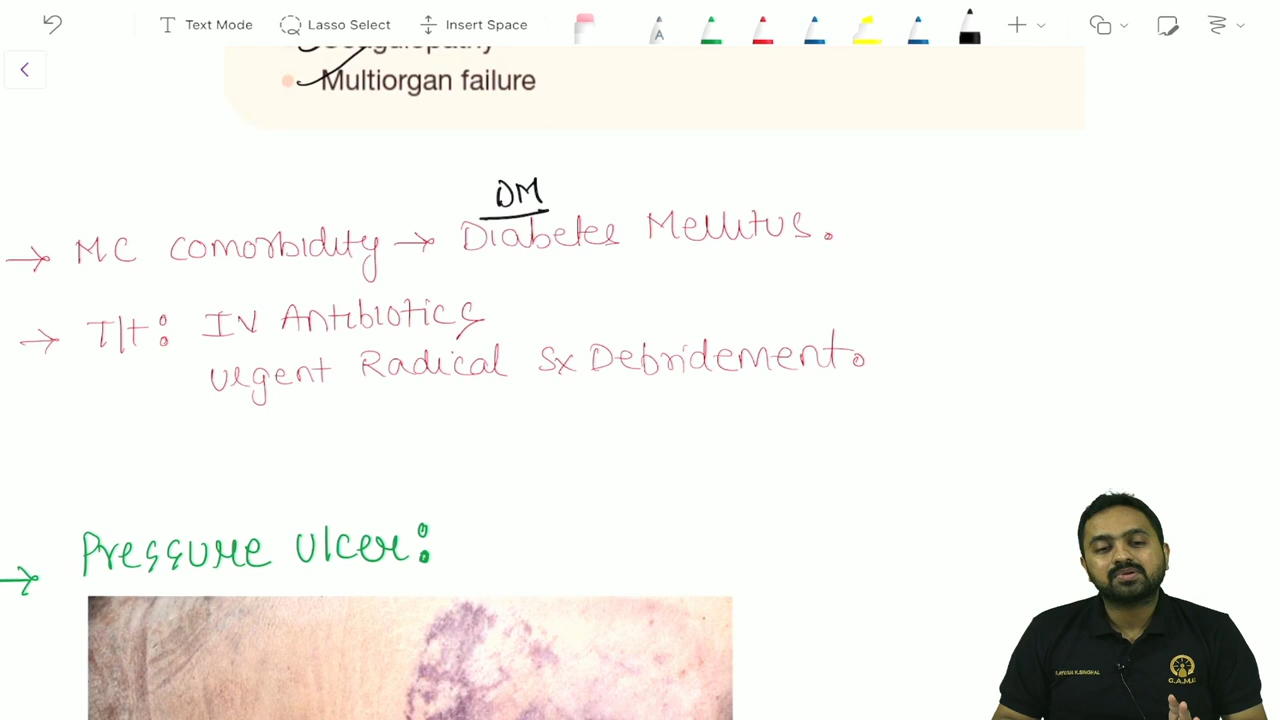 Text Mode Lasso Select Insert Space
A
Multiorgan failure
DM
→ MC comorbidity → Diabetes Mellitus.
→ T/t: IV Antibiotics
Urgent Radical Sx Debridement.
→ Pressure Ulcer:
G.A.M.E